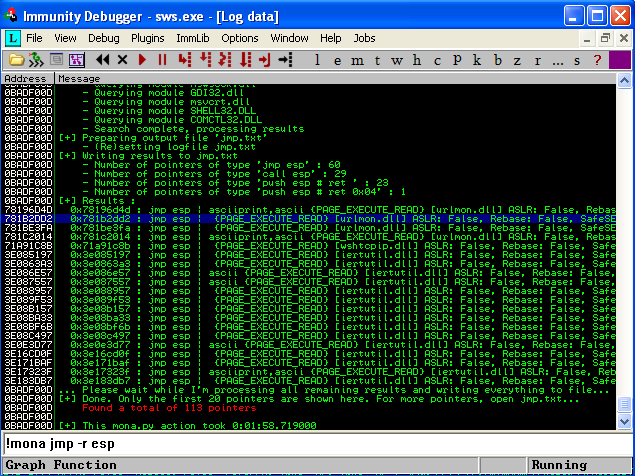 Immunity Debugger - sws.exe - [Log data]
L File View Debug Plugins ImmLib Options Window Help Jobs
l e m t w h c p k b z r ... s ?
Address Message
0BADF00D - Querying module GDI32.dll
0BADF00D - Querying module msvcrt.dll
0BADF00D - Querying module SHELL32.DLL
0BADF00D - Querying module COMCTL32.DLL
0BADF00D - Search complete, processing results
0BADF00D [+] Preparing output file 'jmp.txt'
0BADF00D - (Re)setting logfile jmp.txt
0BADF00D [+] Writing results to jmp.txt
0BADF00D - Number of pointers of type 'jmp esp' : 60
0BADF00D - Number of pointers of type 'call esp' : 29
0BADF00D - Number of pointers of type 'push esp # ret ' : 23
0BADF00D - Number of pointers of type 'push esp # ret 0x04' : 1
0BADF00D [+] Results :
78196D4D 0x78196d4d : jmp esp | asciiprint,ascii {PAGE_EXECUTE_READ} [urlmon.dll] ASLR: False, Rebas
781B2DD2 0x781b2dd2 : jmp esp | {PAGE_EXECUTE_READ} [urlmon.dll] ASLR: False, Rebase: False, SafeSE
781BE3FA 0x781be3fa : jmp esp | {PAGE_EXECUTE_READ} [urlmon.dll] ASLR: False, Rebase: False, SafeSE
781C2014 0x781c2014 : jmp esp | asciiprint,ascii {PAGE_EXECUTE_READ} [urlmon.dll] ASLR: False, Rebas
71A91C8B 0x71a91c8b : jmp esp | {PAGE_EXECUTE_READ} [wshtcpip.dll] ASLR: False, Rebase: False, Safe
3E085197 0x3e085197 : jmp esp | {PAGE_EXECUTE_READ} [iertutil.dll] ASLR: False, Rebase: False, Safe
3E0863A3 0x3e0863a3 : jmp esp | {PAGE_EXECUTE_READ} [iertutil.dll] ASLR: False, Rebase: False, Safe
3E086E57 0x3e086e57 : jmp esp | ascii {PAGE_EXECUTE_READ} [iertutil.dll] ASLR: False, Rebase: False,
3E087557 0x3e087557 : jmp esp | ascii {PAGE_EXECUTE_READ} [iertutil.dll] ASLR: False, Rebase: False,
3E088957 0x3e088957 : jmp esp | {PAGE_EXECUTE_READ} [iertutil.dll] ASLR: False, Rebase: False, Safe
3E089F53 0x3e089f53 : jmp esp | {PAGE_EXECUTE_READ} [iertutil.dll] ASLR: False, Rebase: False, Safe
3E08B157 0x3e08b157 : jmp esp | {PAGE_EXECUTE_READ} [iertutil.dll] ASLR: False, Rebase: False, Safe
3E08BA33 0x3e08ba33 : jmp esp | {PAGE_EXECUTE_READ} [iertutil.dll] ASLR: False, Rebase: False, Safe
3E08BF6B 0x3e08bf6b : jmp esp | {PAGE_EXECUTE_READ} [iertutil.dll] ASLR: False, Rebase: False, Safe
3E08C497 0x3e08c497 : jmp esp | {PAGE_EXECUTE_READ} [iertutil.dll] ASLR: False, Rebase: False, Safe
3E0E3D77 0x3e0e3d77 : jmp esp | ascii {PAGE_EXECUTE_READ} [iertutil.dll] ASLR: False, Rebase: False,
3E16CD0F 0x3e16cd0f : jmp esp | {PAGE_EXECUTE_READ} [iertutil.dll] ASLR: False, Rebase: False, Safe
3E171BAF 0x3e171baf : jmp esp | {PAGE_EXECUTE_READ} [iertutil.dll] ASLR: False, Rebase: False, Safe
3E17323F 0x3e17323f : jmp esp | asciiprint,ascii {PAGE_EXECUTE_READ} [iertutil.dll] ASLR: False, Reb
3E183DB7 0x3e183db7 : jmp esp | {PAGE_EXECUTE_READ} [iertutil.dll] ASLR: False, Rebase: False, Safe
0BADF00D ... Please wait while I'm processing all remaining results and writing everything to file...
0BADF00D [+] Done. Only the first 20 pointers are shown here. For more pointers, open jmp.txt...
0BADF00D Found a total of 113 pointers
0BADF00D
0BADF00D [+] This mona.py action took 0:01:58.719000
!mona jmp -r esp
Graph Function Running